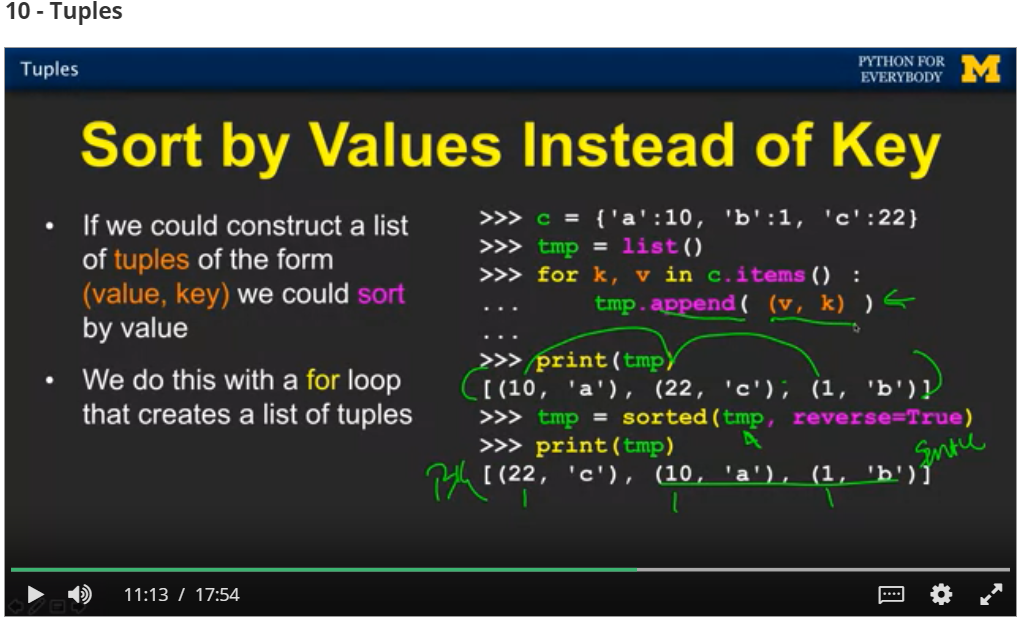 10 - Tuples
Tuples
PYTHON FOR
EVERYBODY
M
Sort by Values Instead of Key
• If we could construct a list
of tuples of the form
(value, key) we could sort
by value
• We do this with a for loop
that creates a list of tuples
>>> c = {'a':10, 'b':1, 'c':22}
>>> tmp = list()
>>> for k, v in c.items() :
... tmp.append( (v, k) )
...
>>> print(tmp)
[(10, 'a'), (22, 'c'), (1, 'b')]
>>> tmp = sorted(tmp, reverse=True)
>>> print(tmp)
[(22, 'c'), (10, 'a'), (1, 'b')]
11:13 / 17:54